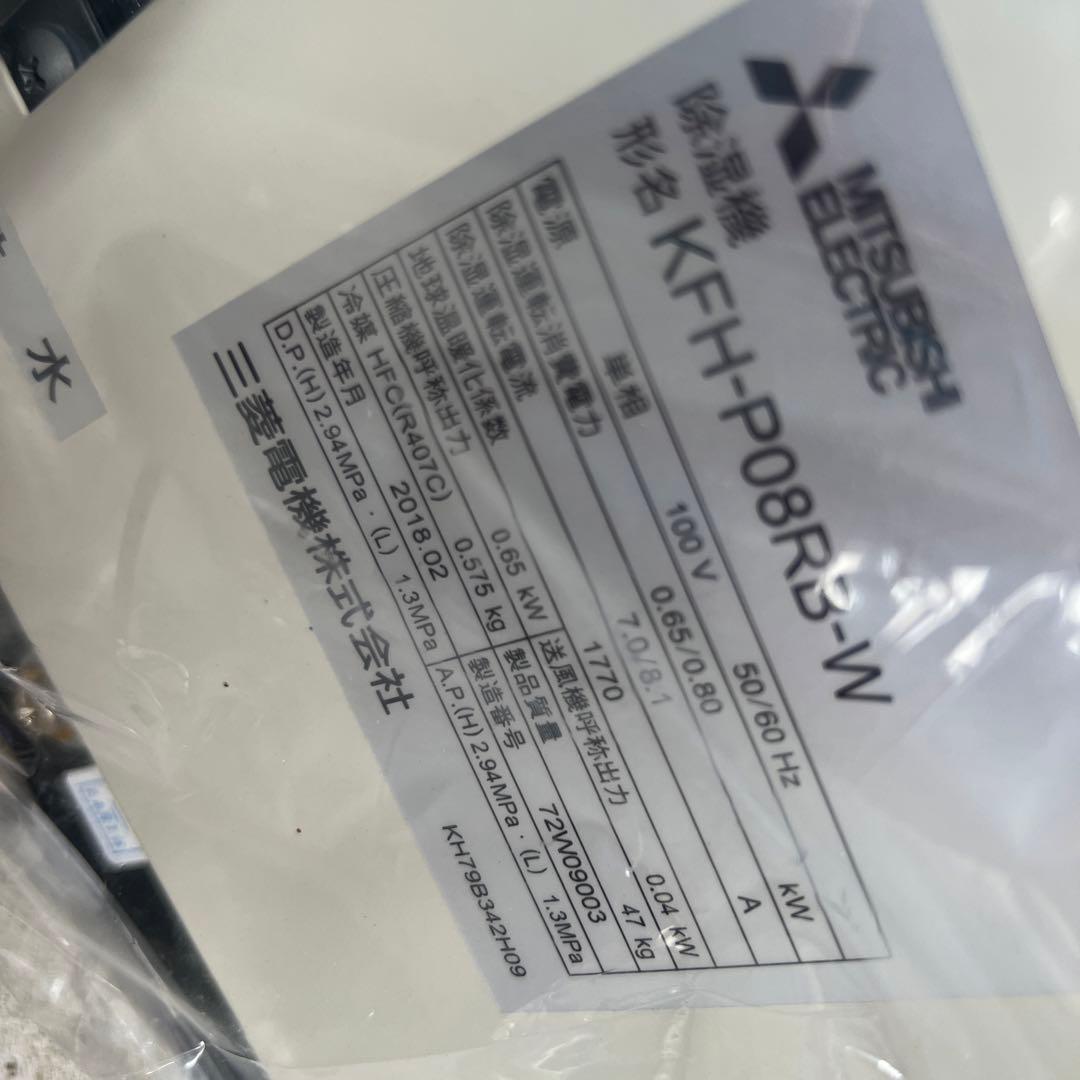 MITSUBISHI
ELECTRIC
除湿機
形名 KFH-P08RB-W
電源 単相 100 V 50/60 Hz
除湿運転消費電力 0.65/0.80 kW
除湿運転電流 7.0/8.1 A
地球温暖化係数 1770
圧縮機呼称出力 0.65 kW 送風機呼称出力 0.04 kW
冷媒 HFC(R407C) 0.575 kg 製品質量 47 kg
製造年月 2018.02 製造番号 72W09003
D.P.(H) 2.94MPa・(L) 1.3MPa A.P.(H) 2.94MPa・(L) 1.3MPa
三菱電機株式会社 KH79B342H09
水